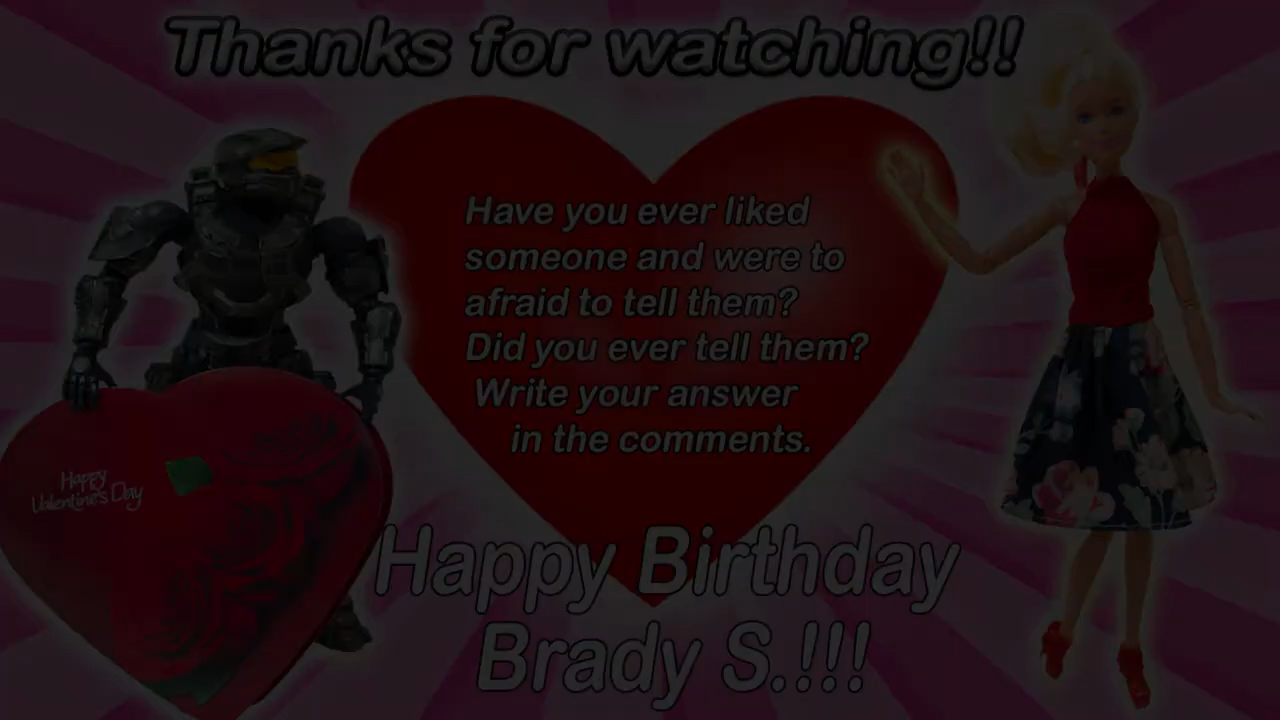 Thanks for watching!!
Have you ever liked
someone and were to
afraid to tell them?
Did you ever tell them?
Write your answer
in the comments.
Happy
Valentine's Day
Happy Birthday
Brady S.!!!